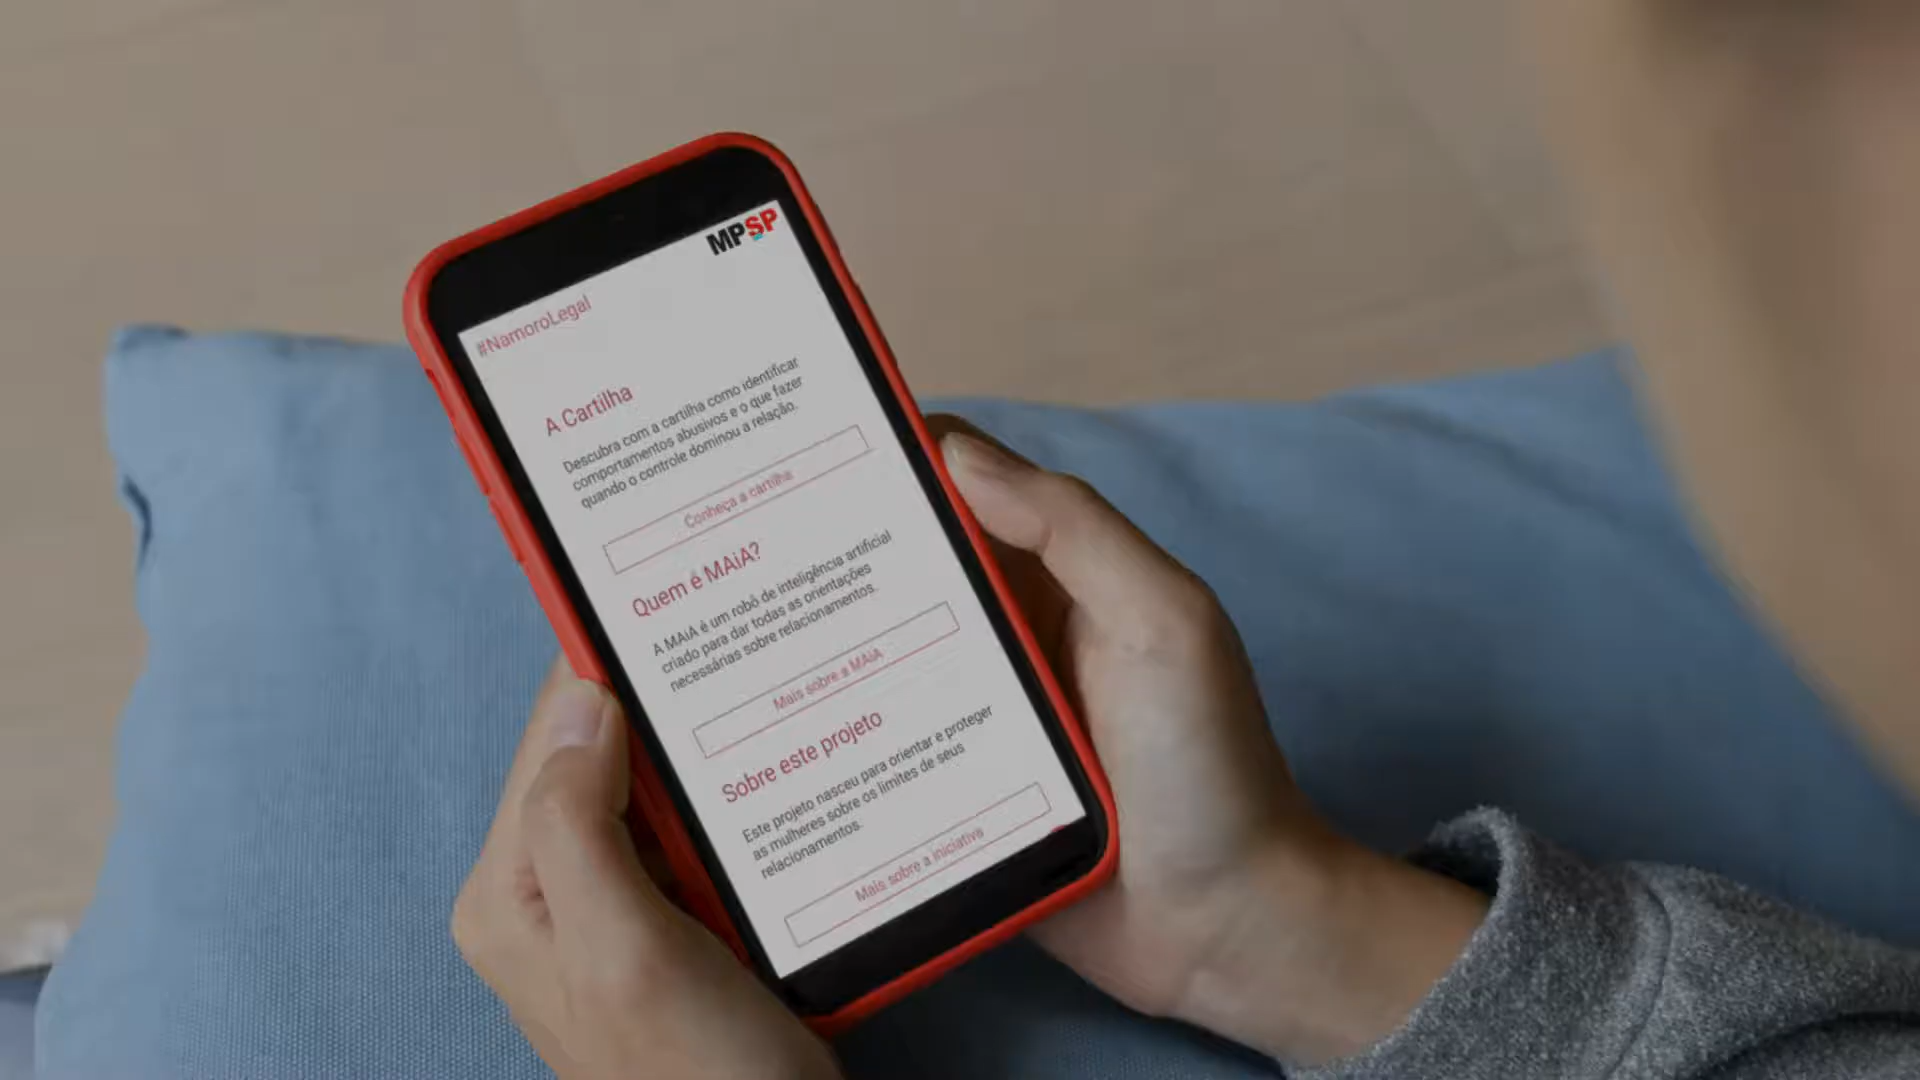 MPSP
#NamoroLegal
A Cartilha
Descubra com a cartilha como identificar
comportamentos abusivos e o que fazer
quando o controle dominou a relação.
Conheça a cartilha
Quem é MAiA?
A MAiA é um robô de inteligência artificial
criado para dar todas as orientações
necessárias sobre relacionamentos.
Mais sobre a MAiA
Sobre este projeto
Este projeto nasceu para orientar e proteger
as mulheres sobre os limites de seus
relacionamentos.
Mais sobre a iniciativa